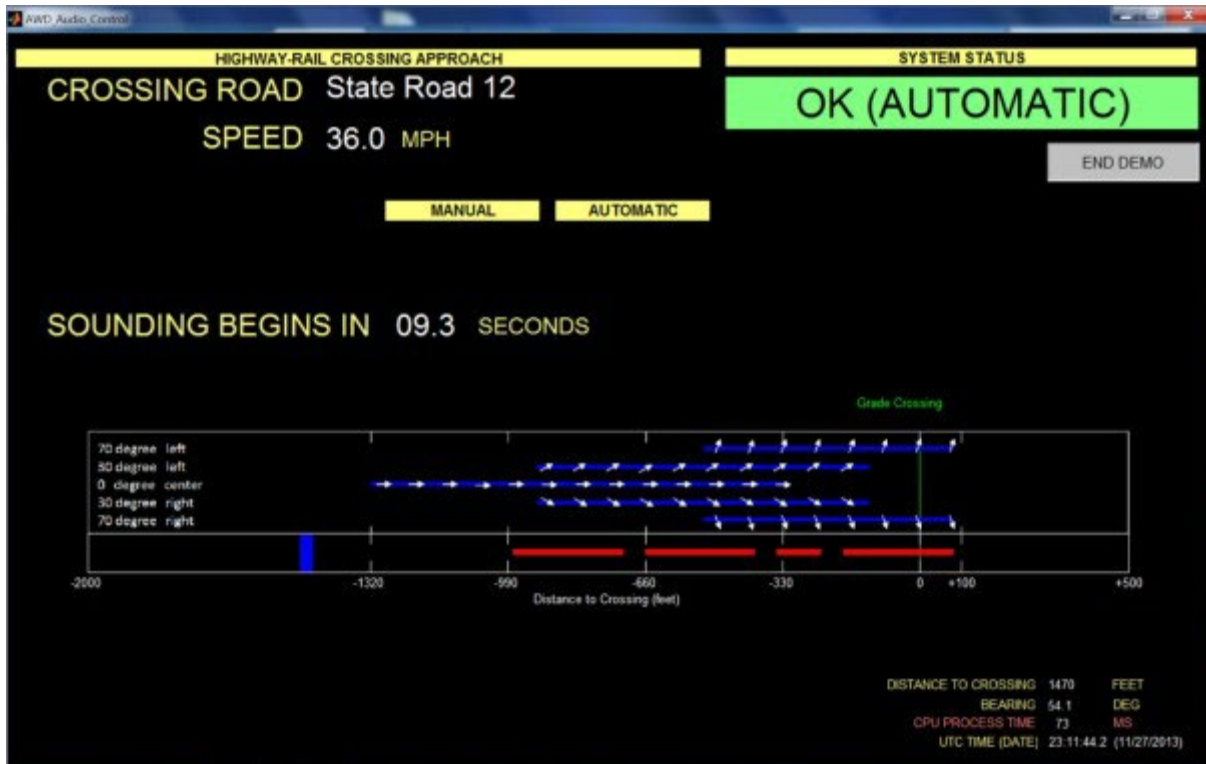 AWD_Audio_Control
HIGHWAY-RAIL CROSSING APPROACH
SYSTEM STATUS
CROSSING ROAD State Road 12
OK (AUTOMATIC)
SPEED 36.0 MPH
END DEMO
MANUAL AUTOMATIC
SOUNDING BEGINS IN 09.3 SECONDS
Grade Crossing
70 degree left
30 degree left
0 degree center
30 degree right
70 degree right
-2000 -1320 -990 -660 -330 0 +100 +500
Distance to Crossing (feet)
DISTANCE TO CROSSING 1470 FEET
BEARING 54.1 DEG
CPU PROCESS TIME 73 MS
UTC TIME (DATE) 23:11:44.2 (11/27/2013)